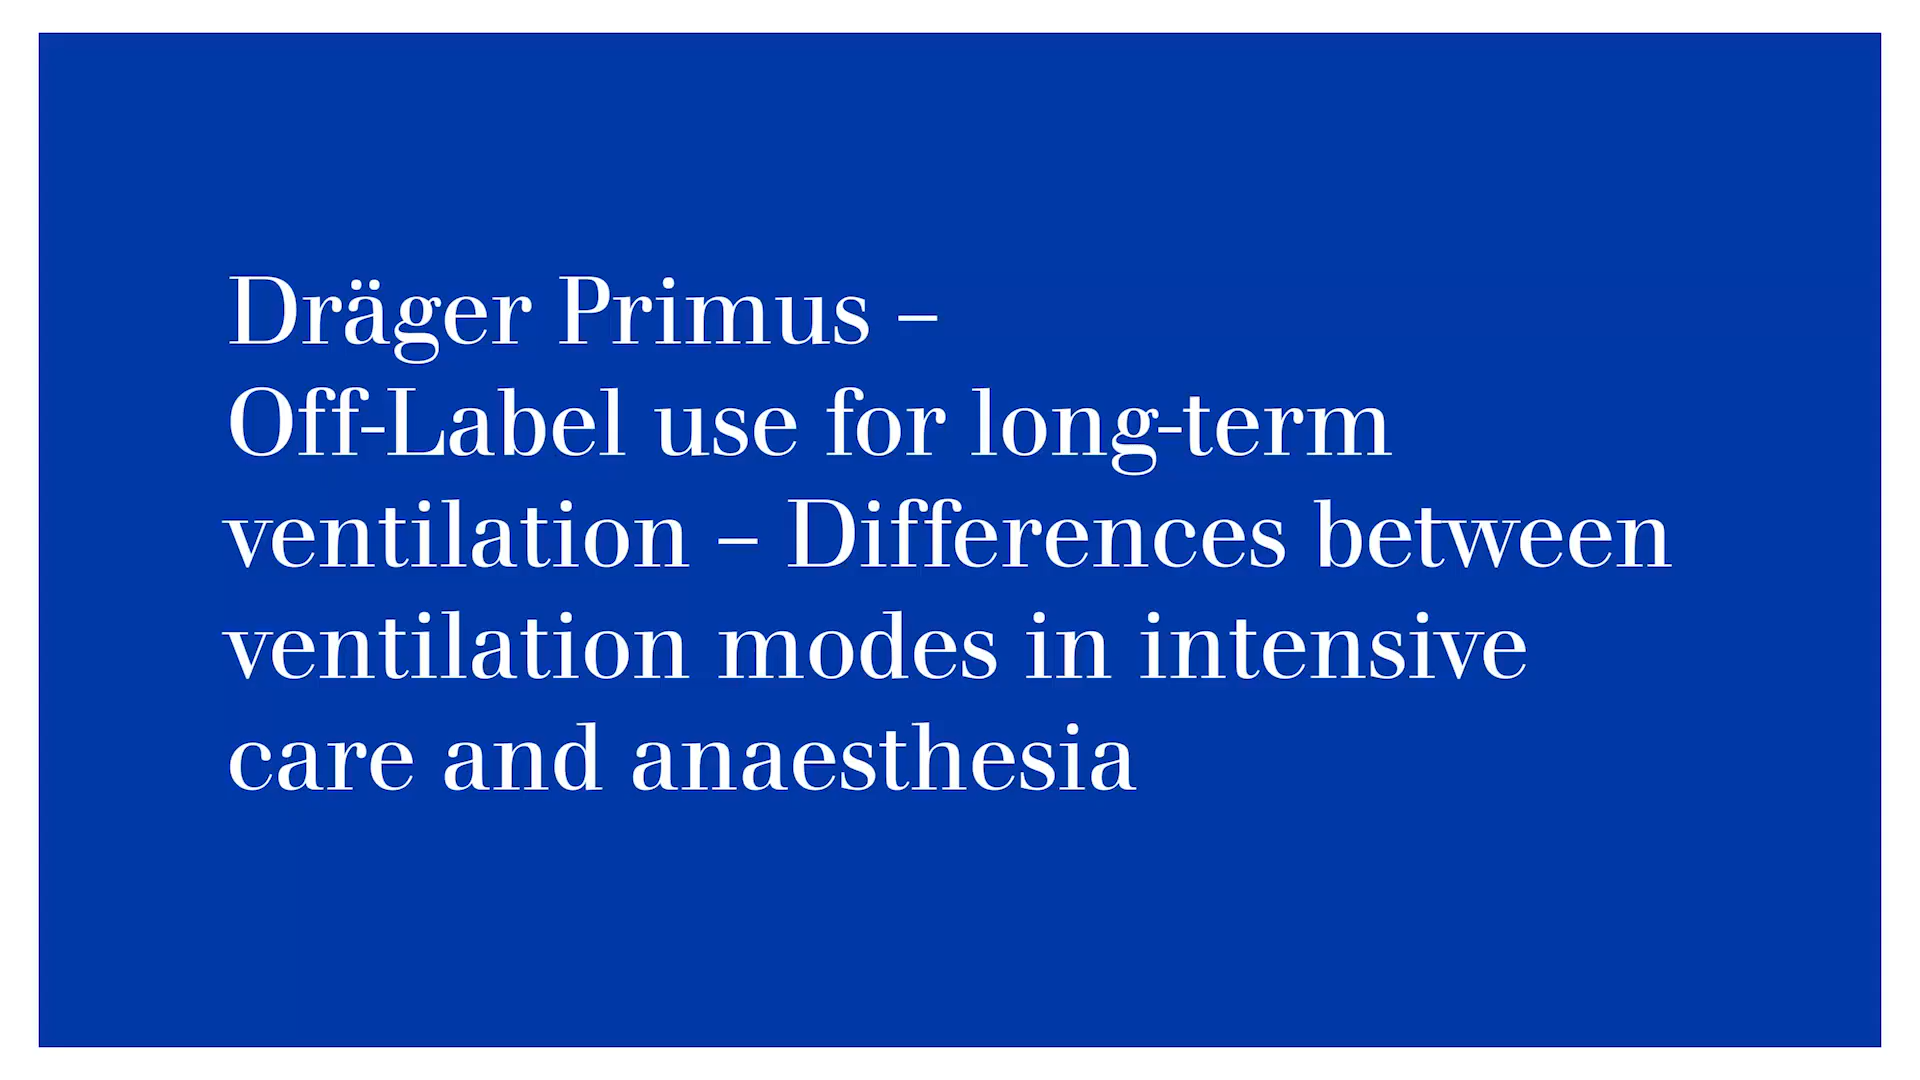 Dräger Primus –
Off-Label use for long-term
ventilation – Differences between
ventilation modes in intensive
care and anaesthesia